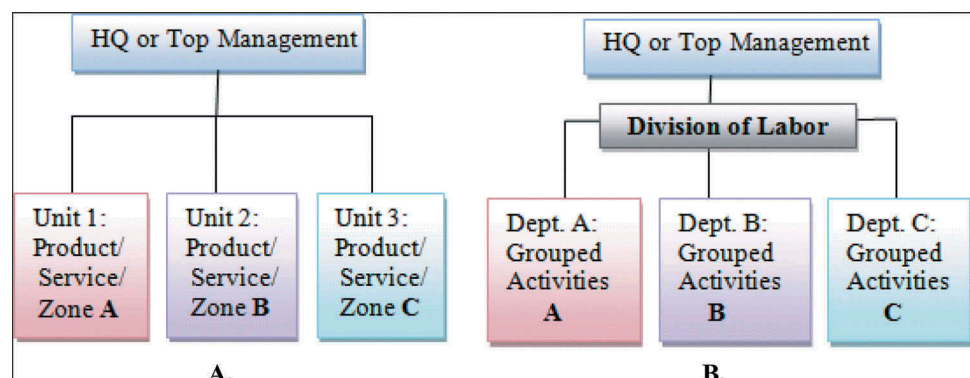 HQ or Top Management
Unit 1:
Product/
Service/
Zone A
Unit 2:
Product/
Service/
Zone B
Unit 3:
Product/
Service/
Zone C
A.
HQ or Top Management
Division of Labor
Dept. A:
Grouped
Activities
A
Dept. B:
Grouped
Activities
B
Dept. C:
Grouped
Activities
C
B.